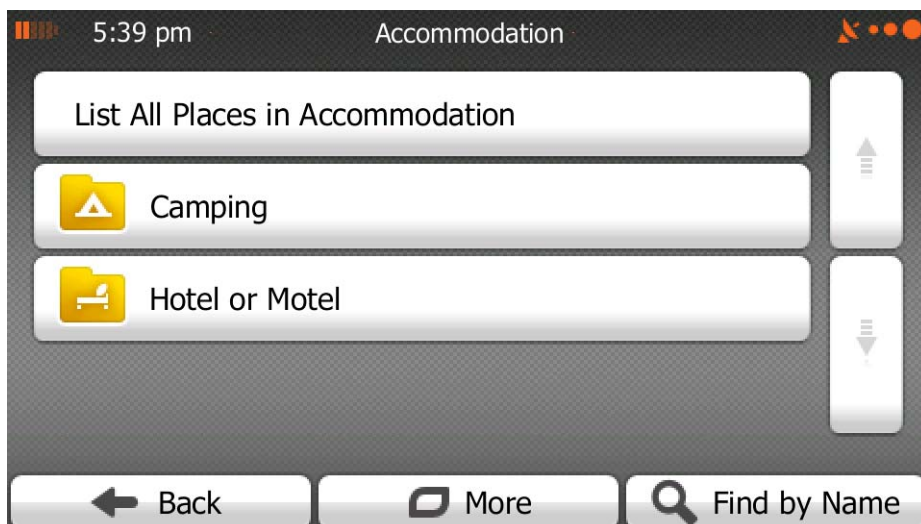 5:39 pm
Accommodation
List All Places in Accommodation
Camping
Hotel or Motel
Back
More
Find by Name